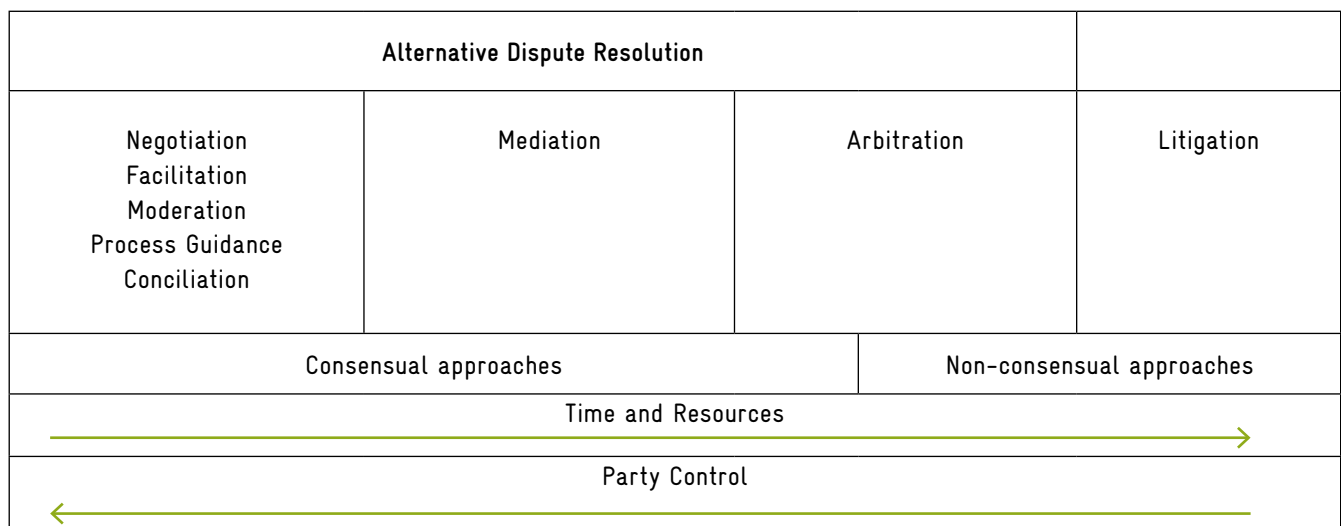 Alternative Dispute Resolution
Negotiation
Facilitation
Moderation
Process Guidance
Conciliation
Mediation
Arbitration
Litigation
Consensual approaches
Non-consensual approaches
Time and Resources
Party Control